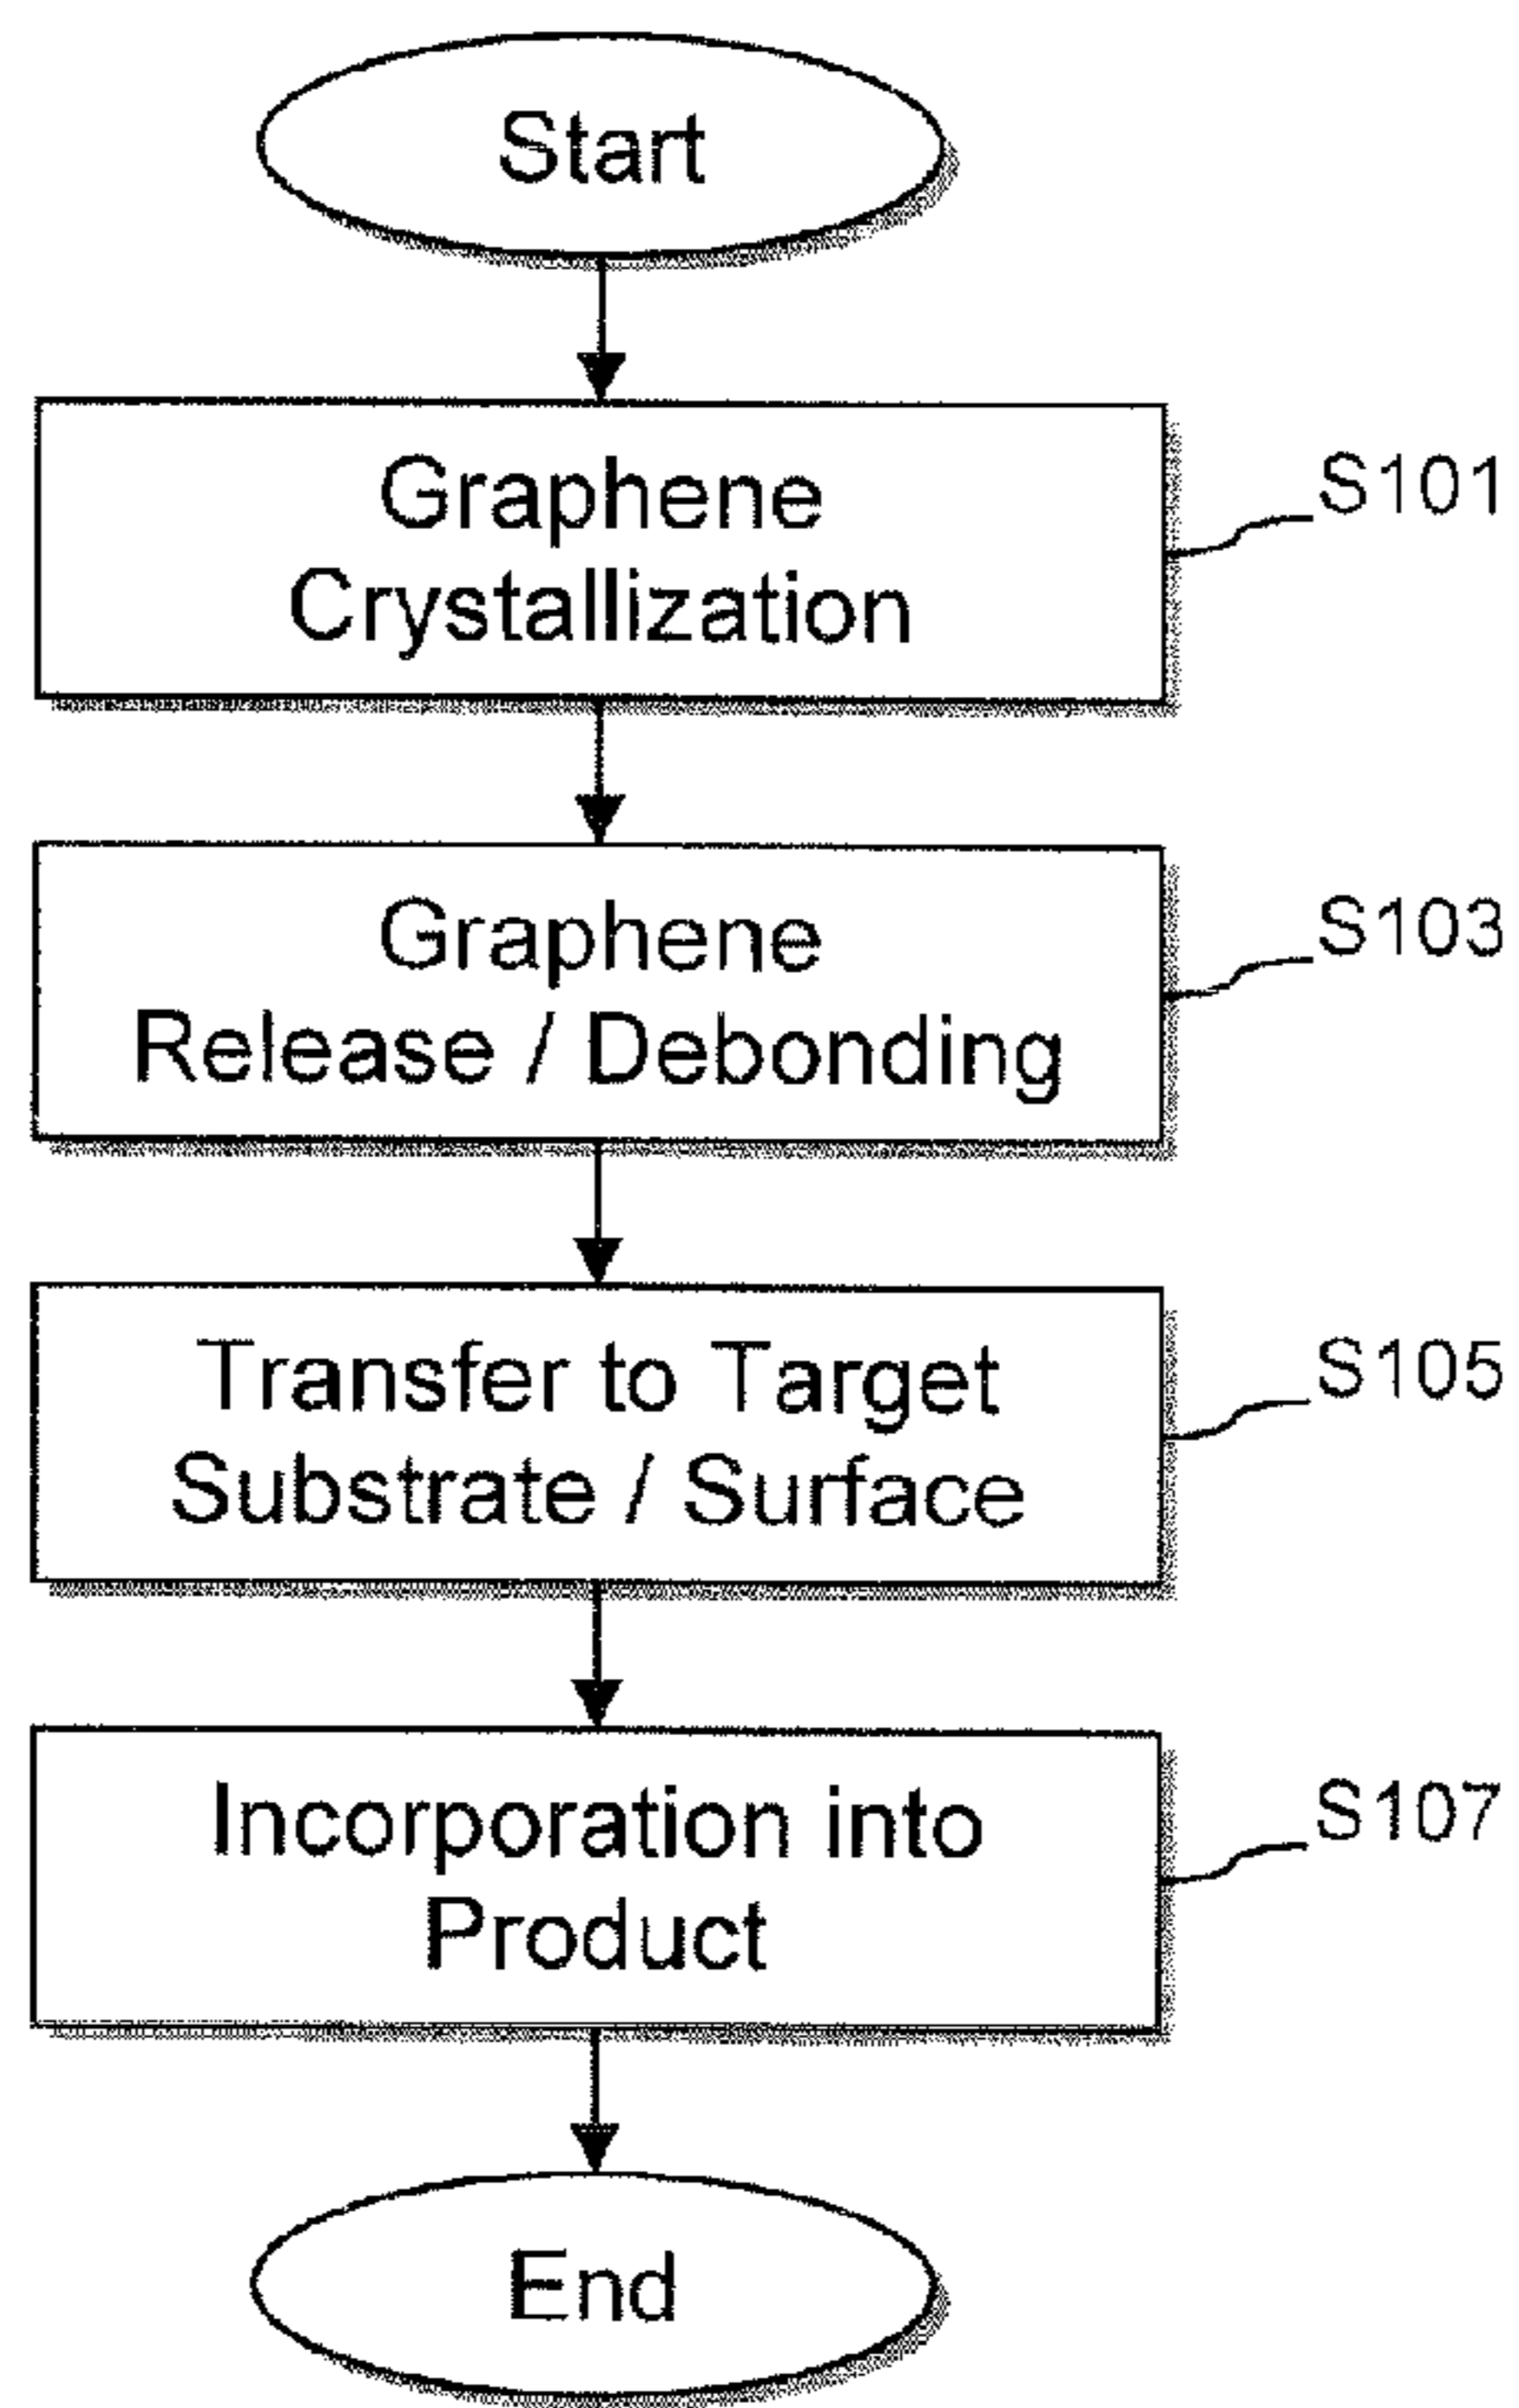 Start
Graphene
Crystallization
S101
Graphene
Release / Debonding
S103
Transfer to Target
Substrate / Surface
S105
Incorporation into
Product
S107
End